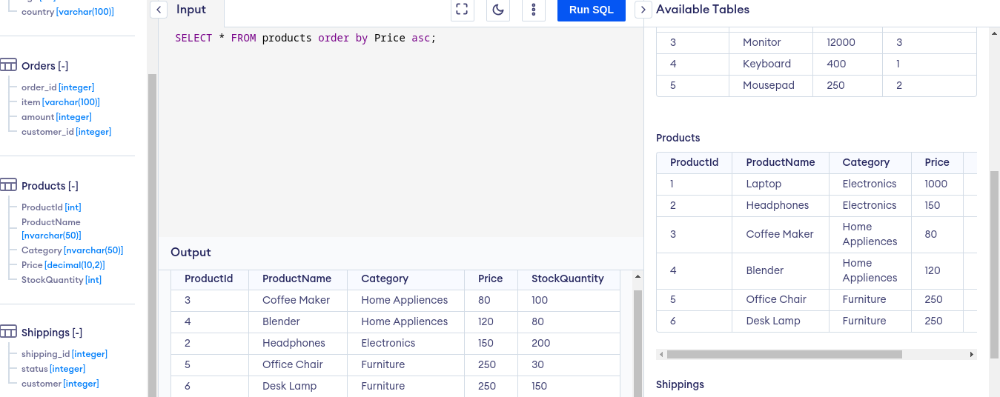 country [varchar(100)]
Orders [-]
order_id [integer]
item [varchar(100)]
amount [integer]
customer_id [integer]
Products [-]
ProductId [int]
ProductName
[nvarchar(50)]
Category [nvarchar(50)]
Price [decimal(10,2)]
StockQuantity [int]
Shippings [-]
shipping_id [integer]
status [integer]
customer [integer]
Input
Run SQL
SELECT * FROM products order by Price asc;
Output
ProductId ProductName Category Price StockQuantity
3 Coffee Maker Home Appliences 80 100
4 Blender Home Appliences 120 80
2 Headphones Electronics 150 200
5 Office Chair Furniture 250 30
6 Desk Lamp Furniture 250 150
Available Tables
3 Monitor 12000 3
4 Keyboard 400 1
5 Mousepad 250 2
Products
ProductId ProductName Category Price
1 Laptop Electronics 1000
2 Headphones Electronics 150
3 Coffee Maker Home
Appliences 80
4 Blender Home
Appliences 120
5 Office Chair Furniture 250
6 Desk Lamp Furniture 250
Shippings